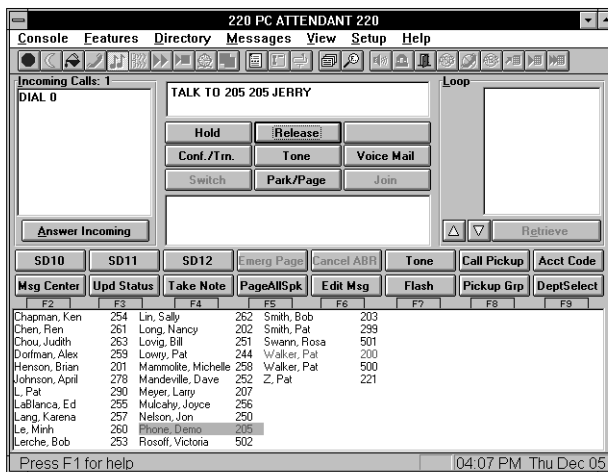 220 PC ATTENDANT 220
Console Features Directory Messages View Setup Help
Incoming Calls: 1
DIAL 0
TALK TO 205 205 JERRY
Loop
Hold Release
Conf./Trn. Tone Voice Mail
Switch Park/Page Join
Answer Incoming
Retrieve
SD10 SD11 SD12 Emerg Page Cancel ABR Tone Call Pickup Acct Code
Msg Center Upd Status Take Note PageAllSpk Edit Msg Flash Pickup Grp DeptSelect
F2 F3 F4 F5 F6 F7 F8 F9
Chapman, Ken 254 Lin, Sally 262 Smith, Bob 203
Chen, Ren 261 Long, Nancy 202 Smith, Pat 299
Chou, Judith 263 Lovig, Bill 251 Swann, Rosa 501
Dorfman, Alex 259 Lowry, Pat 244 Walker, Pat 200
Henson, Brian 201 Mammolite, Michelle 258 Walker, Pat 500
Johnson, April 278 Mandeville, Dave 252 Z, Pat 221
L, Pat 290 Meyer, Larry 207
LaBlanca, Ed 255 Mulcahy, Joyce 256
Lang, Karena 257 Nelson, Jon 250
Le, Minh 260 Phone, Demo 205
Lerche, Bob 253 Rosoff, Victoria 502
Press F1 for help 04:07 PM Thu Dec 05